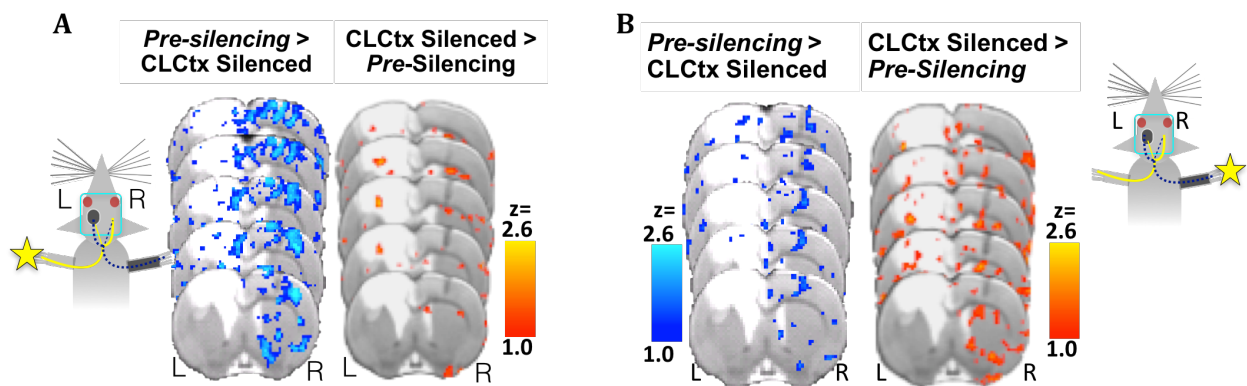 A
Pre-silencing >
CLCtx Silenced
CLCtx Silenced >
Pre-Silencing
L R
z=
2.6
1.0
L R
L R
B
Pre-silencing >
CLCtx Silenced
CLCtx Silenced >
Pre-Silencing
L R
z=
2.6
1.0
z=
2.6
1.0
L R
L R